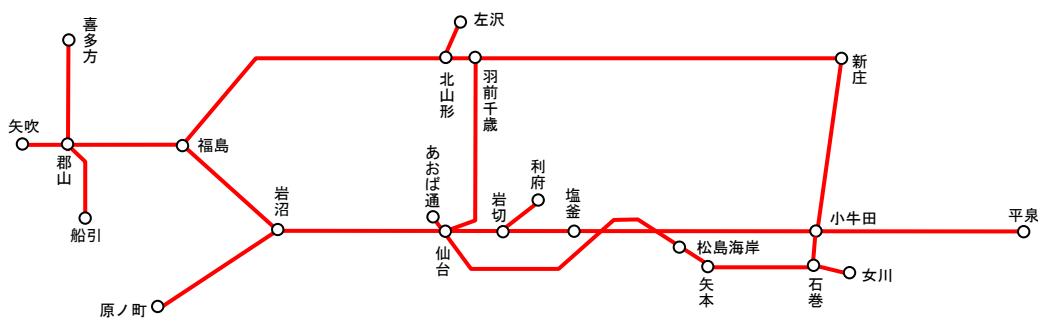 喜多方
左沢
新庄
北山形
羽前千歳
矢吹
福島
郡山
あおば通
利府
岩沼
岩切
塩釜
小牛田
平泉
船引
仙台
松島海岸
女川
矢本
石巻
原ノ町